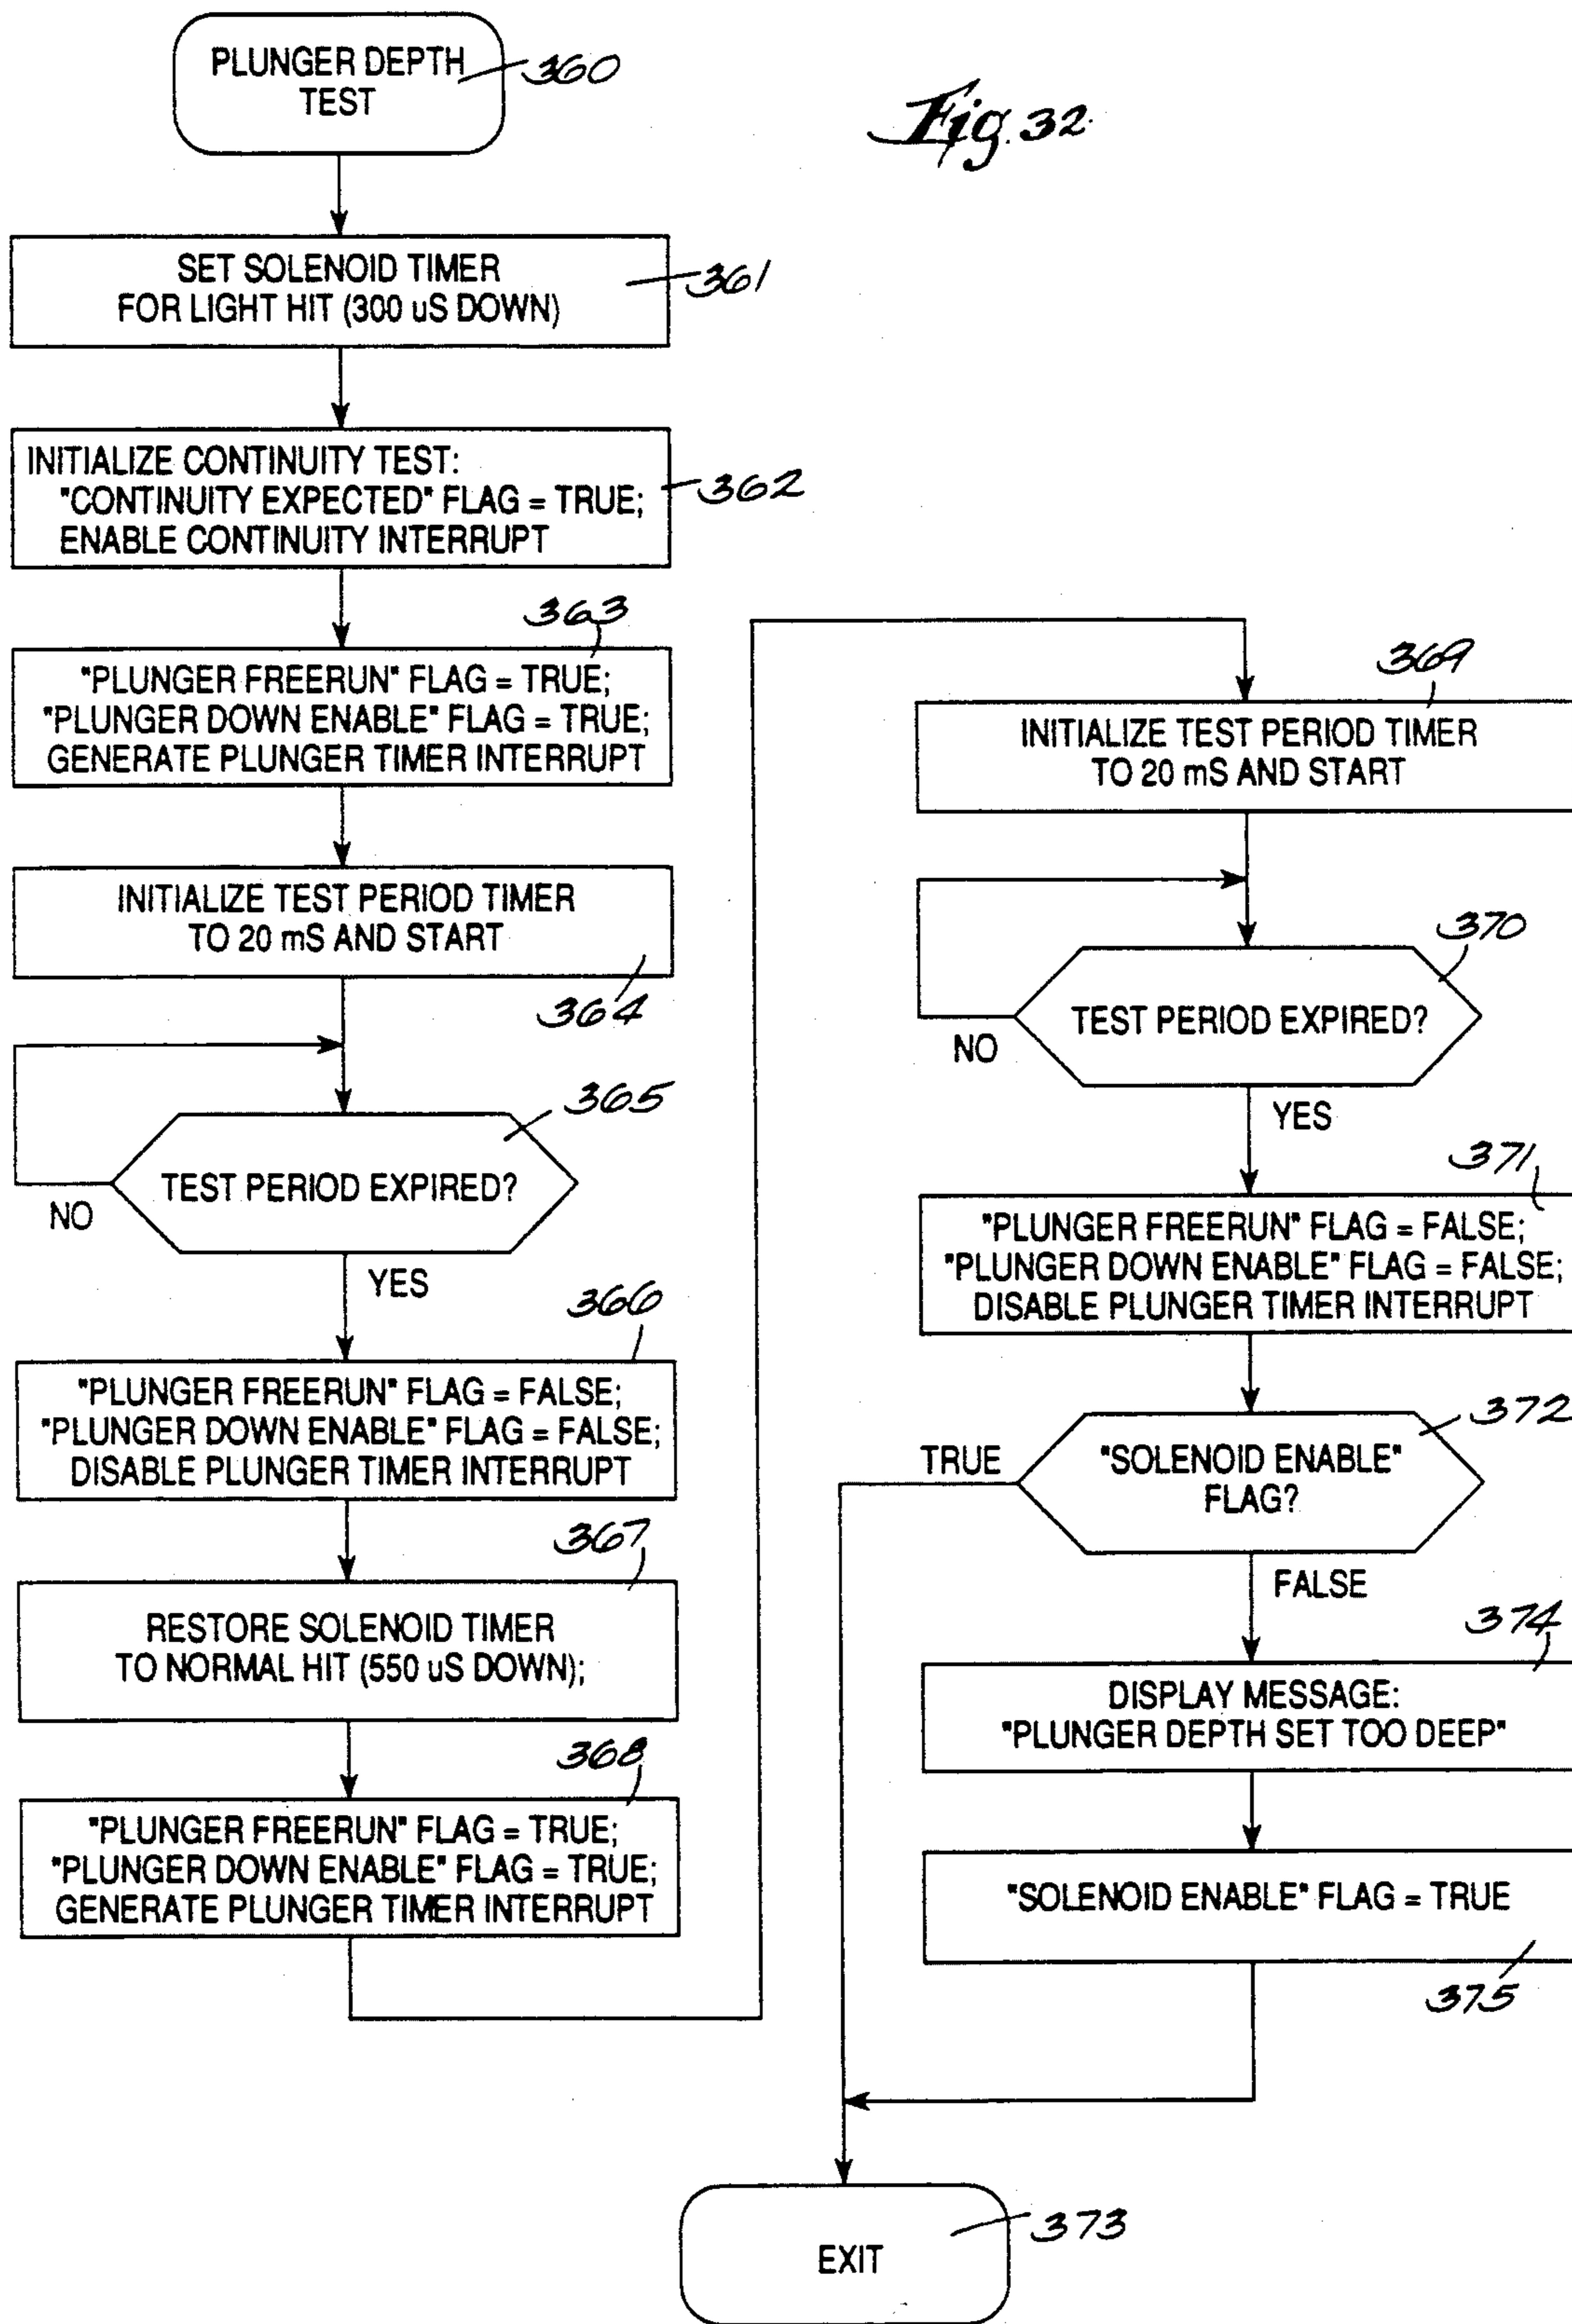 PLUNGER DEPTH
TEST
360
Fig. 32
SET SOLENOID TIMER
FOR LIGHT HIT (300 uS DOWN)
361
INITIALIZE CONTINUITY TEST:
"CONTINUITY EXPECTED" FLAG = TRUE;
ENABLE CONTINUITY INTERRUPT
362
363
"PLUNGER FREERUN" FLAG = TRUE;
"PLUNGER DOWN ENABLE" FLAG = TRUE;
GENERATE PLUNGER TIMER INTERRUPT
INITIALIZE TEST PERIOD TIMER
TO 20 mS AND START
364
365
TEST PERIOD EXPIRED?
NO
YES
366
"PLUNGER FREERUN" FLAG = FALSE;
"PLUNGER DOWN ENABLE" FLAG = FALSE;
DISABLE PLUNGER TIMER INTERRUPT
367
RESTORE SOLENOID TIMER
TO NORMAL HIT (550 uS DOWN);
368
"PLUNGER FREERUN" FLAG = TRUE;
"PLUNGER DOWN ENABLE" FLAG = TRUE;
GENERATE PLUNGER TIMER INTERRUPT
369
INITIALIZE TEST PERIOD TIMER
TO 20 mS AND START
370
TEST PERIOD EXPIRED?
NO
YES
371
"PLUNGER FREERUN" FLAG = FALSE;
"PLUNGER DOWN ENABLE" FLAG = FALSE;
DISABLE PLUNGER TIMER INTERRUPT
372
TRUE
"SOLENOID ENABLE"
FLAG?
FALSE
374
DISPLAY MESSAGE:
"PLUNGER DEPTH SET TOO DEEP"
"SOLENOID ENABLE" FLAG = TRUE
375
373
EXIT